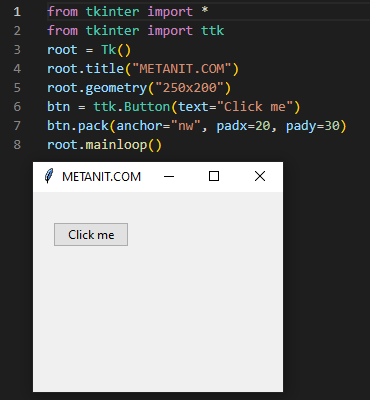 1 from tkinter import *
2 from tkinter import ttk
3 root = Tk()
4 root.title("METANIT.COM")
5 root.geometry("250x200")
6 btn = ttk.Button(text="Click me")
7 btn.pack(anchor="nw", padx=20, pady=30)
8 root.mainloop()
METANIT.COM
Click me